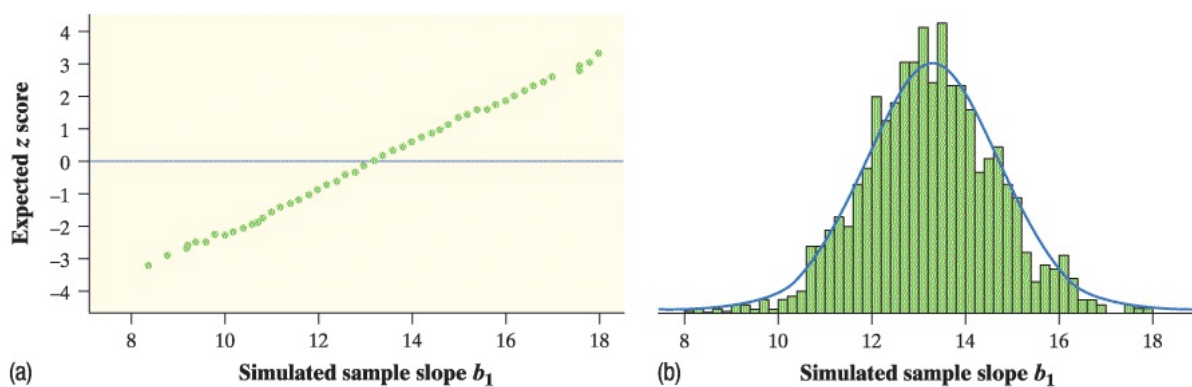 4
3
2
1
0
−1
−2
−3
−4
Expected z score
8 10 12 14 16 18
(a) Simulated sample slope b₁
8 10 12 14 16 18
(b) Simulated sample slope b₁